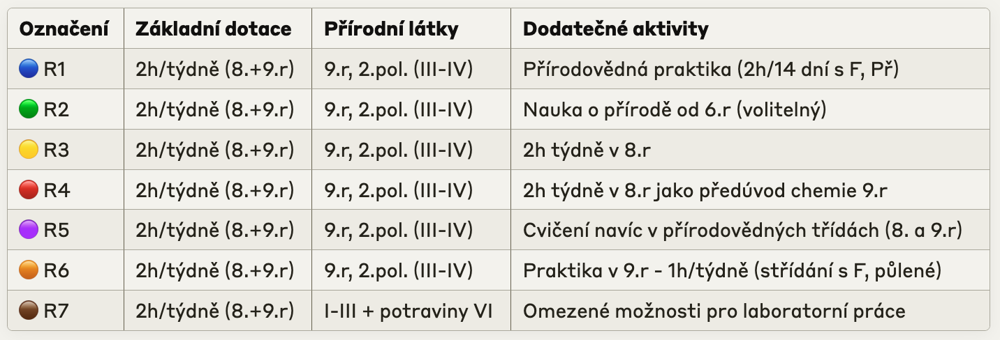 Označení Základní dotace Přírodní látky Dodatečné aktivity
R1 2h/týdně (8.+9.r) 9.r, 2.pol. (III-IV) Přírodovědná praktika (2h/14 dní s F, Př)
R2 2h/týdně (8.+9.r) 9.r, 2.pol. (III-IV) Nauka o přírodě od 6.r (volitelný)
R3 2h/týdně (8.+9.r) 9.r, 2.pol. (III-IV) 2h týdně v 8.r
R4 2h/týdně (8.+9.r) 9.r, 2.pol. (III-IV) 2h týdně v 8.r jako předúvod chemie 9.r
R5 2h/týdně (8.+9.r) 9.r, 2.pol. (III-IV) Cvičení navíc v přírodovědných třídách (8. a 9.r)
R6 2h/týdně (8.+9.r) 9.r, 2.pol. (III-IV) Praktika v 9.r - 1h/týdně (střídání s F, půlené)
R7 2h/týdně (8.+9.r) I-III + potraviny VI Omezené možnosti pro laboratorní práce